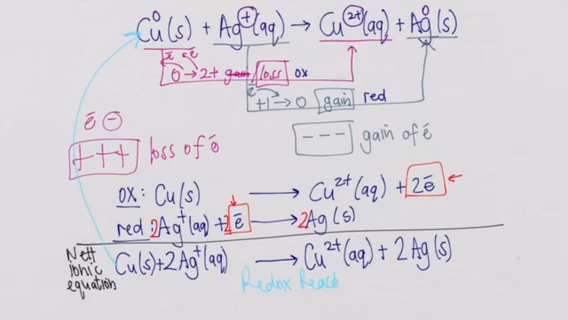 Cu⁰(s) + Ag⁺(aq) → Cu²⁺(aq) + Ag⁰(s)
ē ē
0 → 2+ gain loss ox
ē
+1 → 0 gain red
ē ⊖
--- gain of ē
+++ loss of ē
ox: Cu(s) → Cu²⁺(aq) + 2ē
red: 2Ag⁺(aq) + 2ē → 2Ag(s)
Nett
ionic
equation
Cu(s) + 2Ag⁺(aq) → Cu²⁺(aq) + 2Ag(s)
Redox Reach